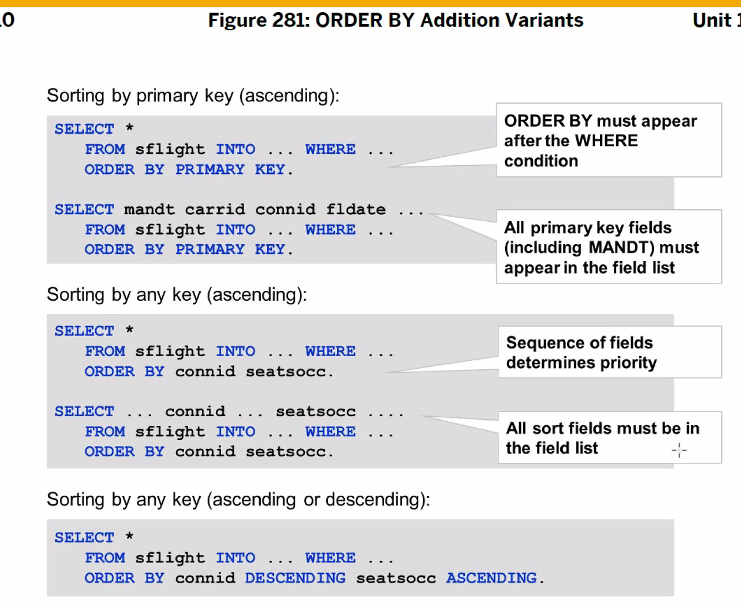 .0
Figure 281: ORDER BY Addition Variants
Unit 1
Sorting by primary key (ascending):
SELECT *
FROM sflight INTO ... WHERE ...
ORDER BY PRIMARY KEY.
ORDER BY must appear
after the WHERE
condition
SELECT mandt carrid connid fldate ...
FROM sflight INTO ... WHERE ...
ORDER BY PRIMARY KEY.
All primary key fields
(including MANDT) must
appear in the field list
Sorting by any key (ascending):
SELECT *
FROM sflight INTO ... WHERE ...
ORDER BY connid seatsocc.
Sequence of fields
determines priority
SELECT ... connid ... seatsocc ....
FROM sflight INTO ... WHERE ...
ORDER BY connid seatsocc.
All sort fields must be in
the field list
Sorting by any key (ascending or descending):
SELECT *
FROM sflight INTO ... WHERE ...
ORDER BY connid DESCENDING seatsocc ASCENDING.